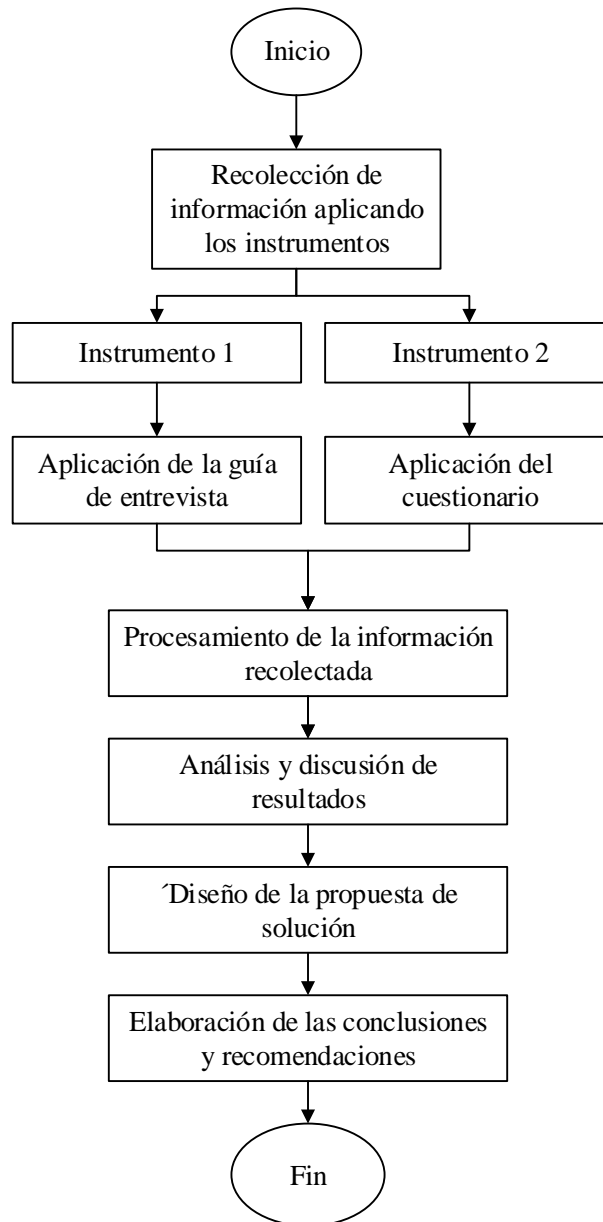 Inicio
Recolección de
información aplicando
los instrumentos
Instrumento 1
Instrumento 2
Aplicación de la guía
de entrevista
Aplicación del
cuestionario
Procesamiento de la información
recolectada
Análisis y discusión de
resultados
´Diseño de la propuesta de
solución
Elaboración de las conclusiones
y recomendaciones
Fin